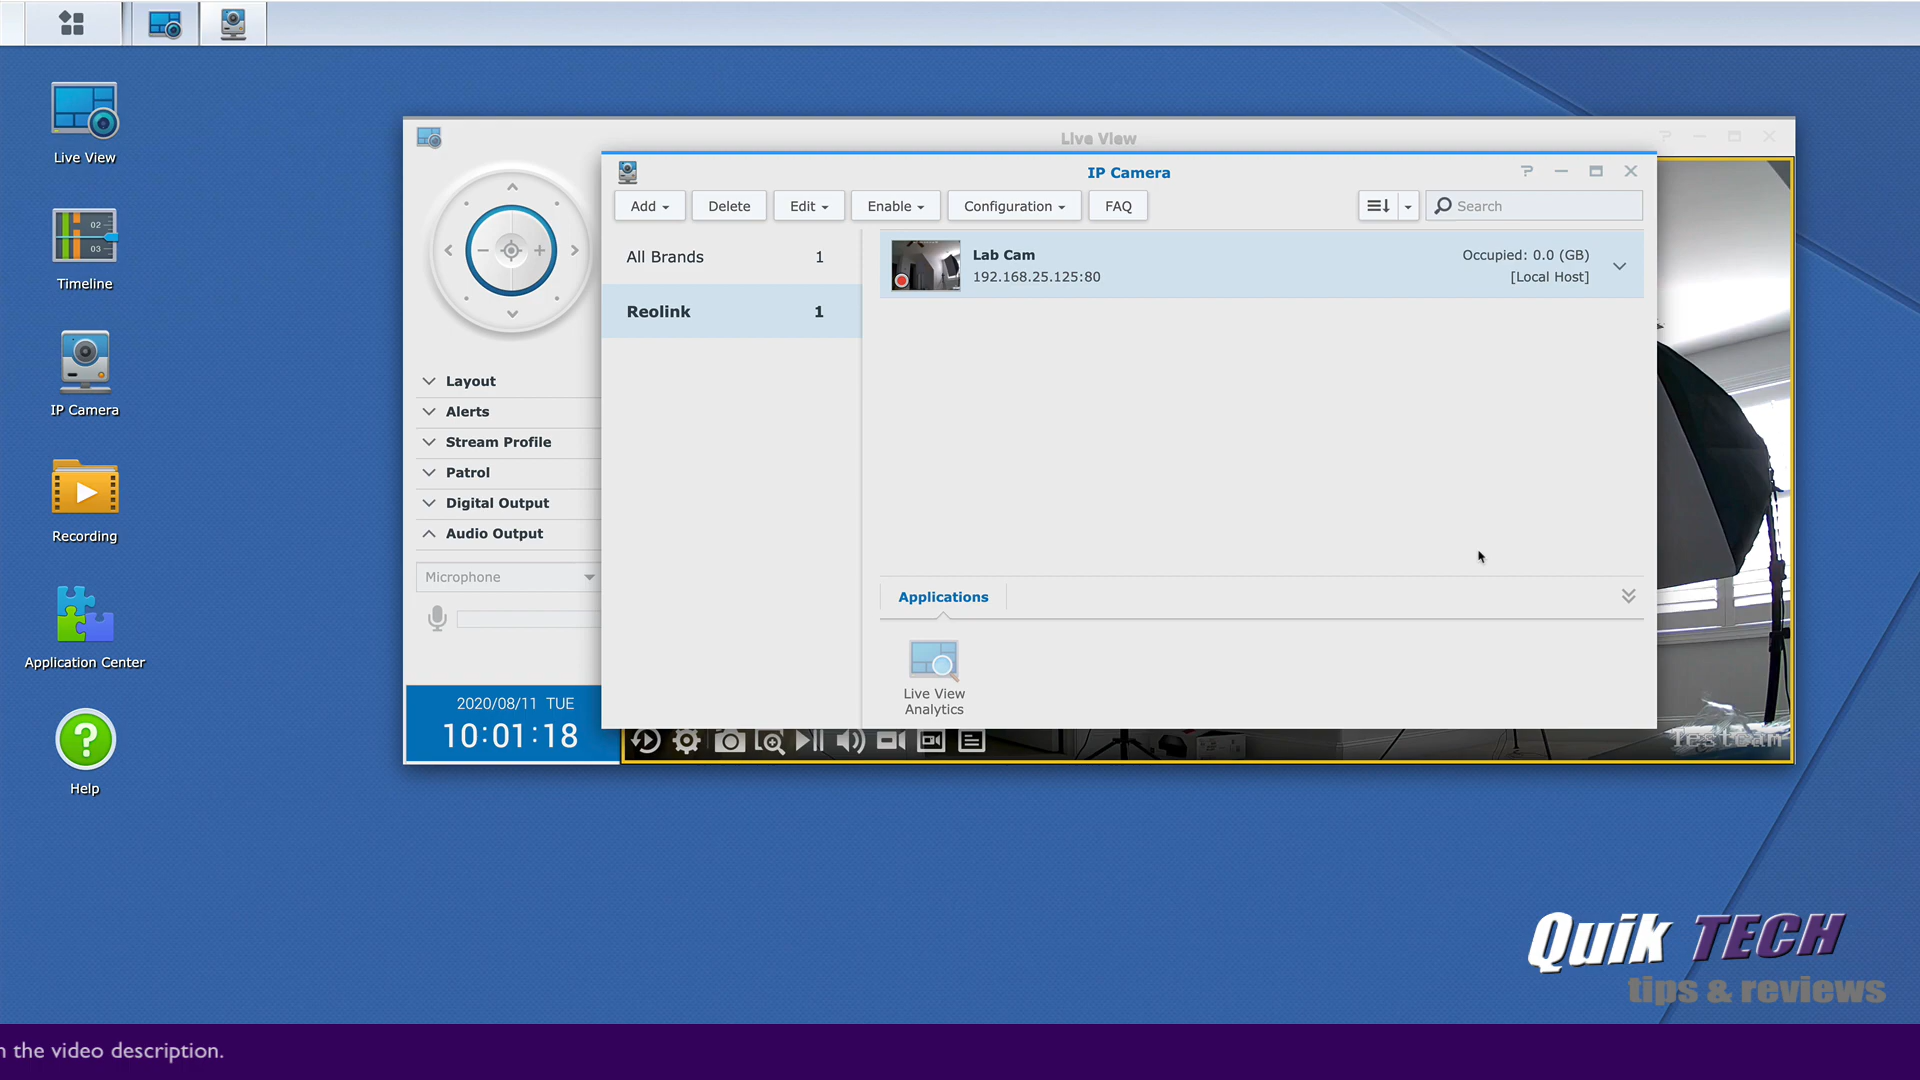 Live View
Timeline
02
03
IP Camera
Recording
Application Center
Help
Live View
Layout
Alerts
Stream Profile
Patrol
Digital Output
Audio Output
Microphone
2020/08/11 TUE
10:01:18
IP Camera
Add
Delete
Edit
Enable
Configuration
FAQ
Search
All Brands 1
Reolink 1
Lab Cam
192.168.25.125:80
Occupied: 0.0 (GB)
[Local Host]
Applications
Live View
Analytics
Testcam
Quik TECH
tips & reviews
n the video description.